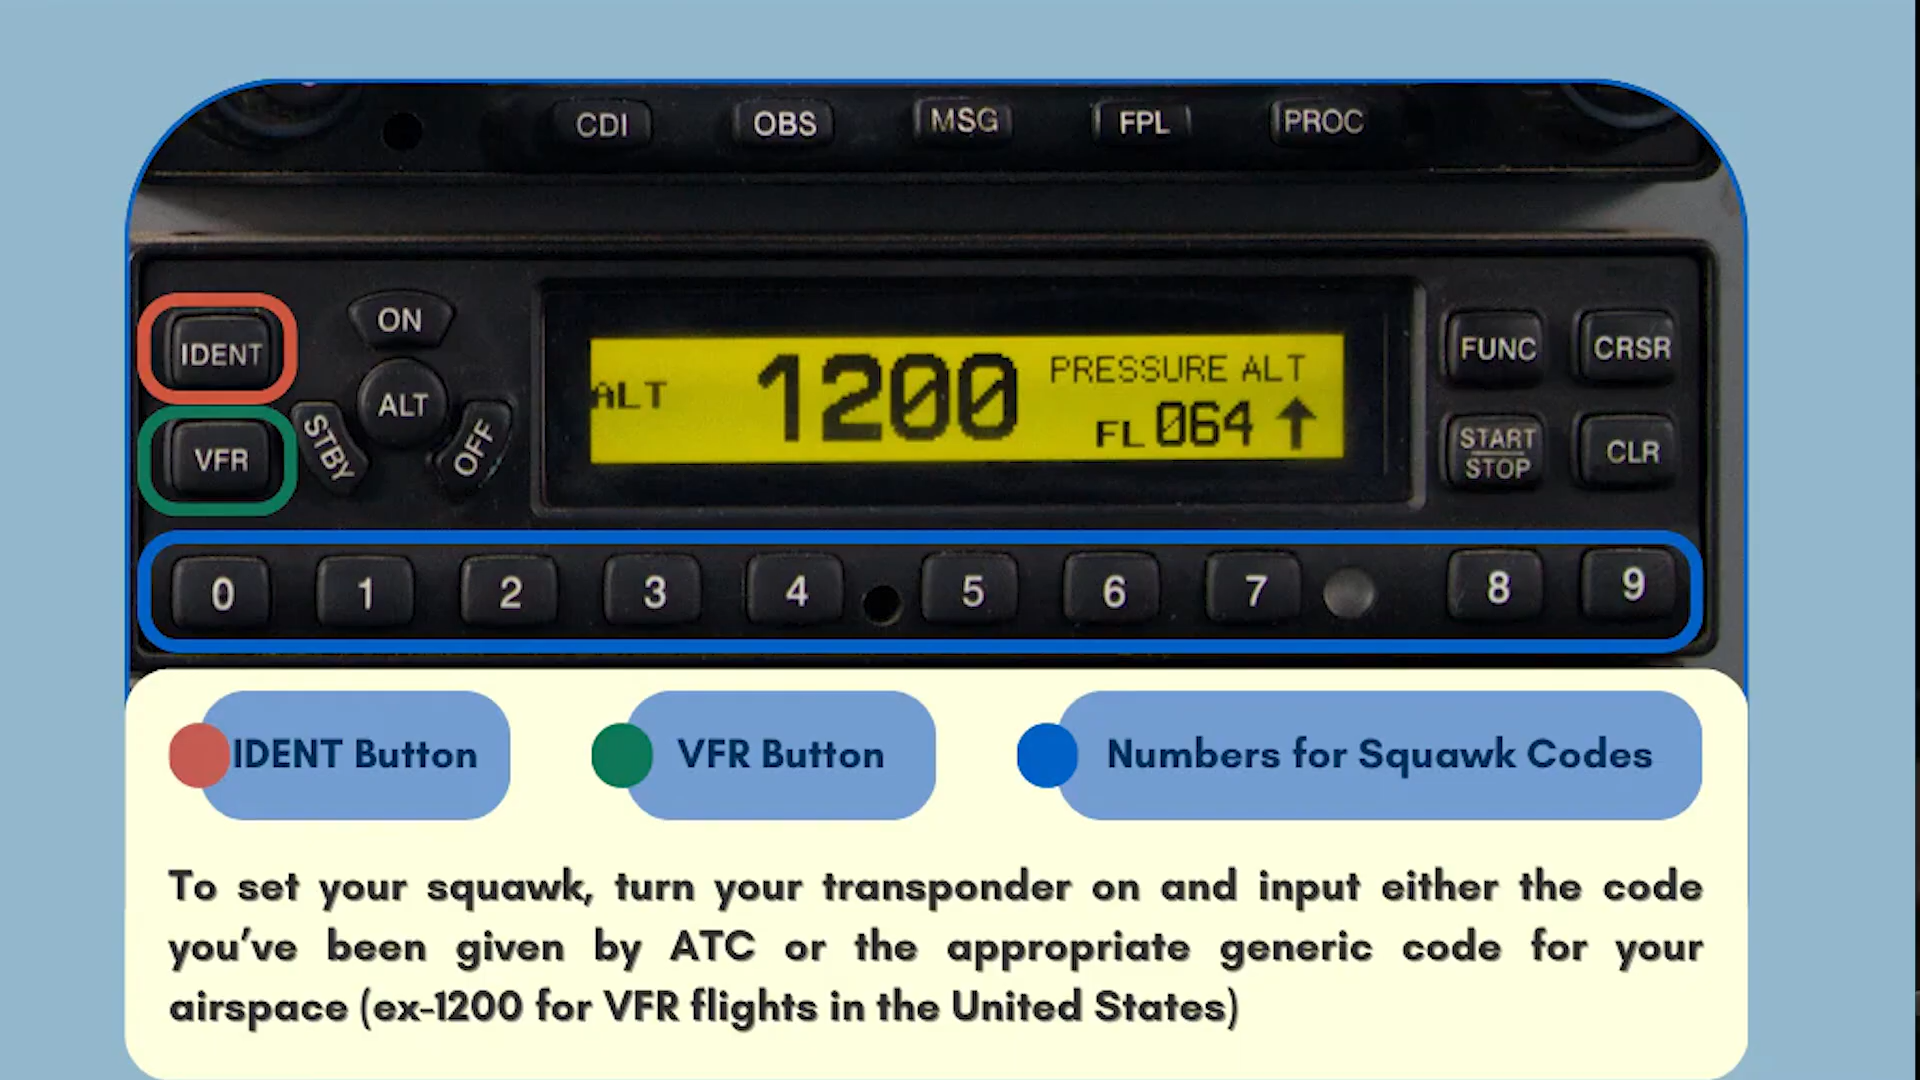 CDI OBS MSG FPL PROC
IDENT ON FUNC CRSR
ALT 1200 PRESSURE ALT
FL 064 ↑
VFR STBY ALT OFF START STOP CLR
0 1 2 3 4 5 6 7 8 9
IDENT Button VFR Button Numbers for Squawk Codes
To set your squawk, turn your transponder on and input either the code
you’ve been given by ATC or the appropriate generic code for your
airspace (ex-1200 for VFR flights in the United States)